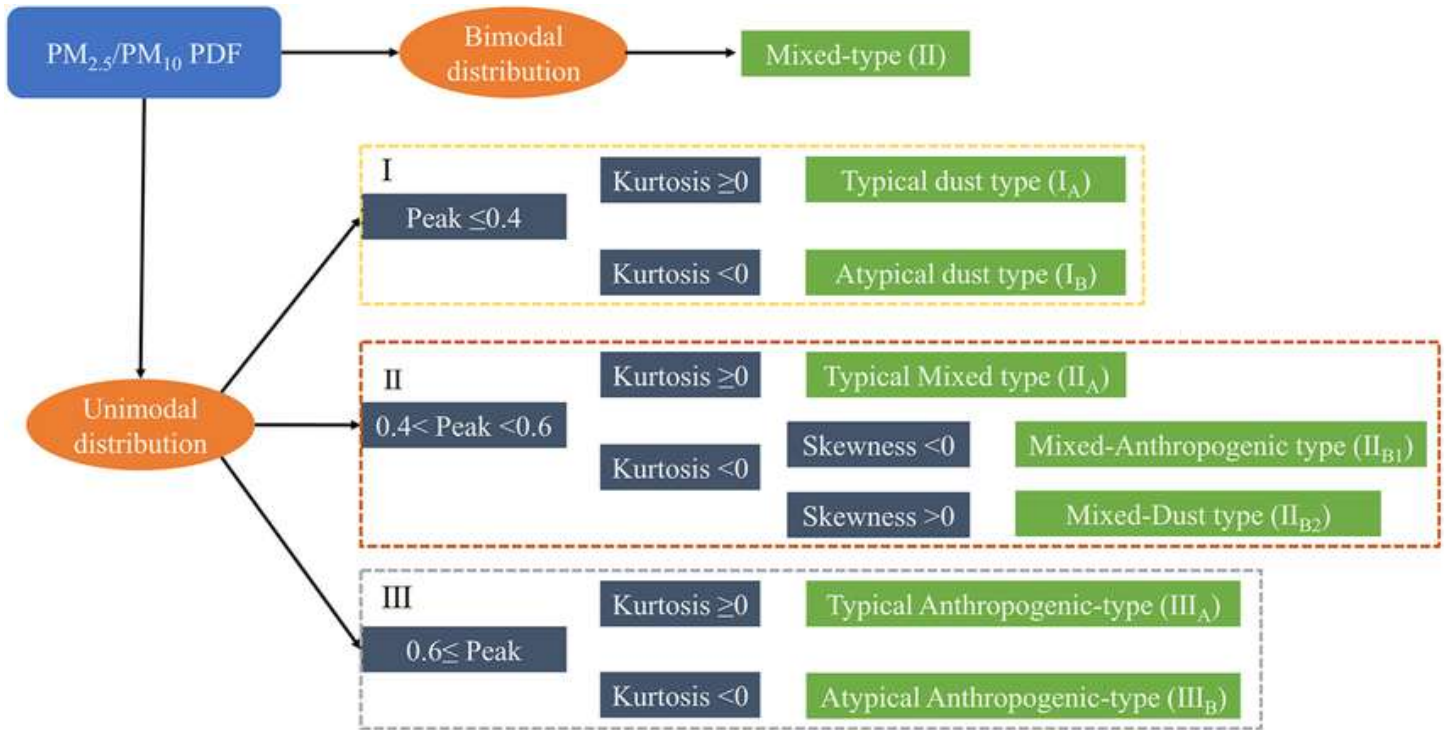 PM2.5/PM10 PDF
Bimodal
distribution
Mixed-type (II)
I
Peak ≤0.4
Kurtosis ≥0
Typical dust type (IA)
Kurtosis <0
Atypical dust type (IB)
Unimodal
distribution
II
0.4< Peak <0.6
Kurtosis ≥0
Typical Mixed type (IIA)
Kurtosis <0
Skewness <0
Mixed-Anthropogenic type (IIB1)
Skewness >0
Mixed-Dust type (IIB2)
III
0.6≤ Peak
Kurtosis ≥0
Typical Anthropogenic-type (IIIA)
Kurtosis <0
Atypical Anthropogenic-type (IIIB)